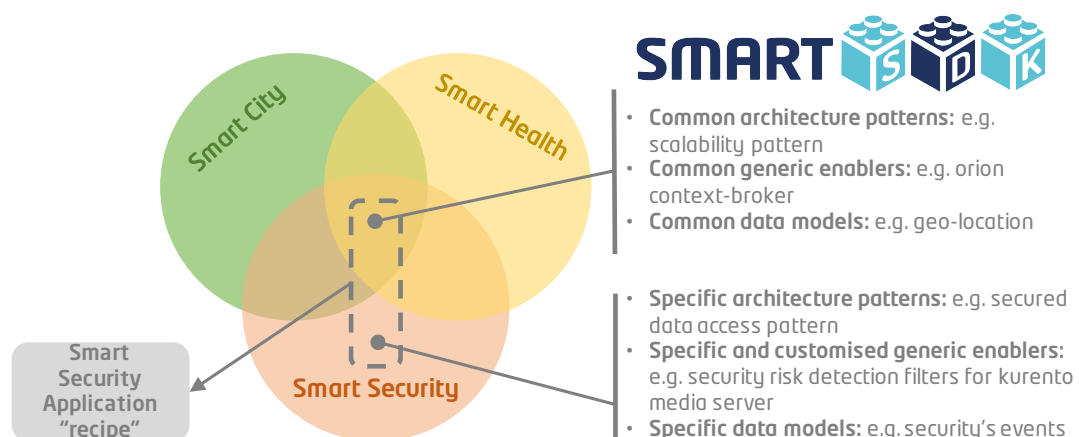 SMART SDK
Smart City
Smart Health
• Common architecture patterns: e.g.
scalability pattern
• Common generic enablers: e.g. orion
context-broker
• Common data models: e.g. geo-location
• Specific architecture patterns: e.g. secured
data access pattern
• Specific and customised generic enablers:
e.g. security risk detection filters for kurento
media server
• Specific data models: e.g. security's events
Smart Security
Smart
Security
Application
“recipe”